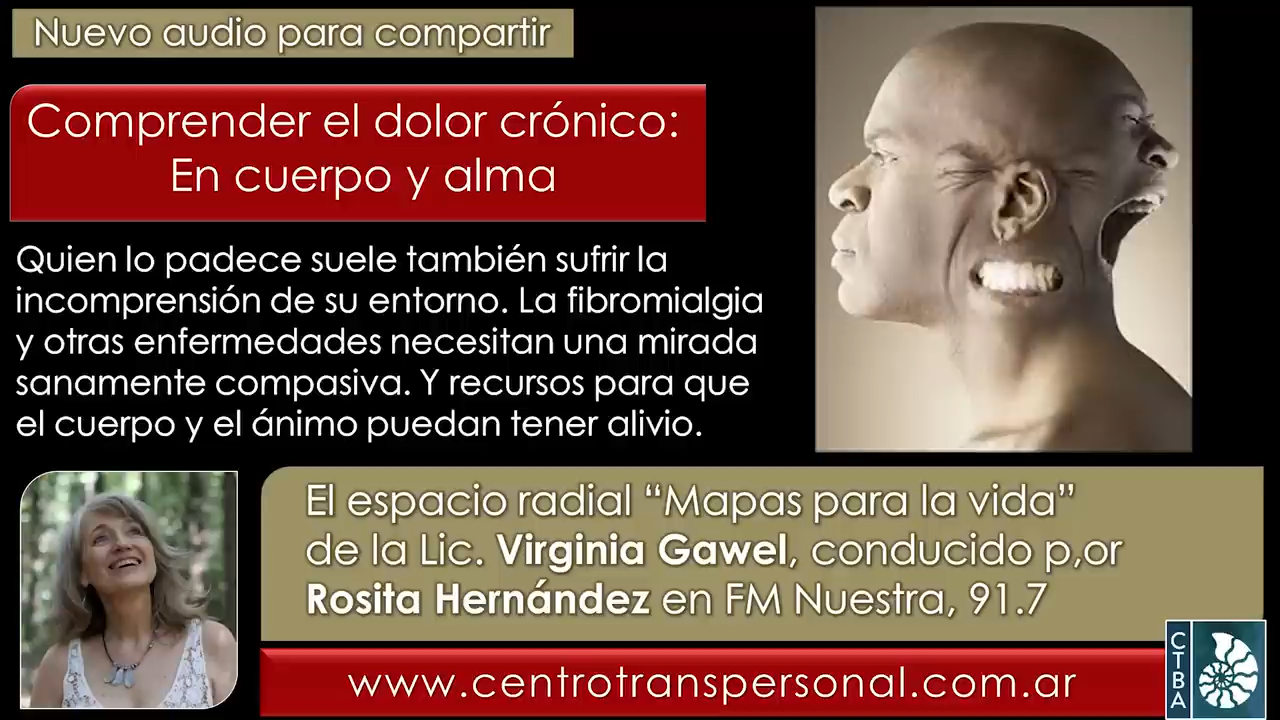 Nuevo audio para compartir
Comprender el dolor crónico:
En cuerpo y alma
Quien lo padece suele también sufrir la
incomprensión de su entorno. La fibromialgia
y otras enfermedades necesitan una mirada
sanamente compasiva. Y recursos para que
el cuerpo y el ánimo puedan tener alivio.
El espacio radial “Mapas para la vida”
de la Lic. Virginia Gawel, conducido p,or
Rosita Hernández en FM Nuestra, 91.7
www.centrotranspersonal.com.ar
CTBA